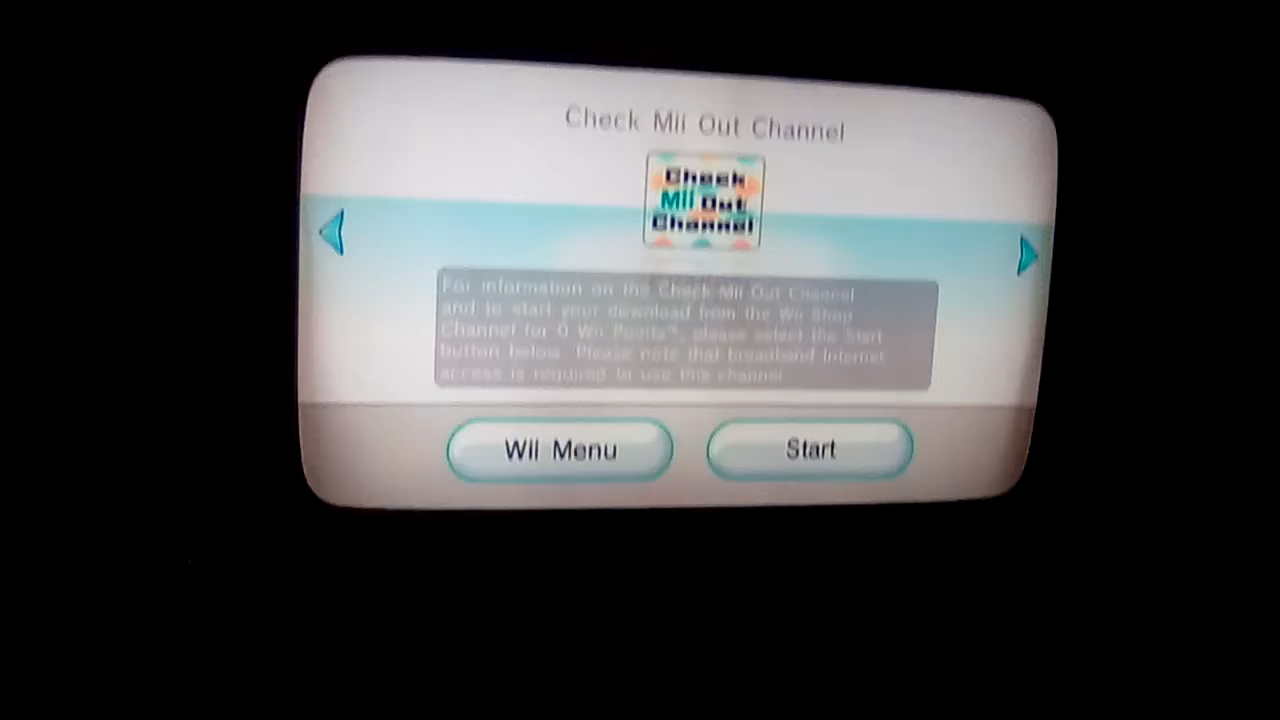 Check Mii Out Channel
Check
Mii Out
Channel
For information on the Check Mii Out Channel
and to start your download from the Wii Shop
Channel for 0 Wii Points™, please select the Start
button below. Please note that broadband Internet
access is required to use this channel.
Wii Menu
Start